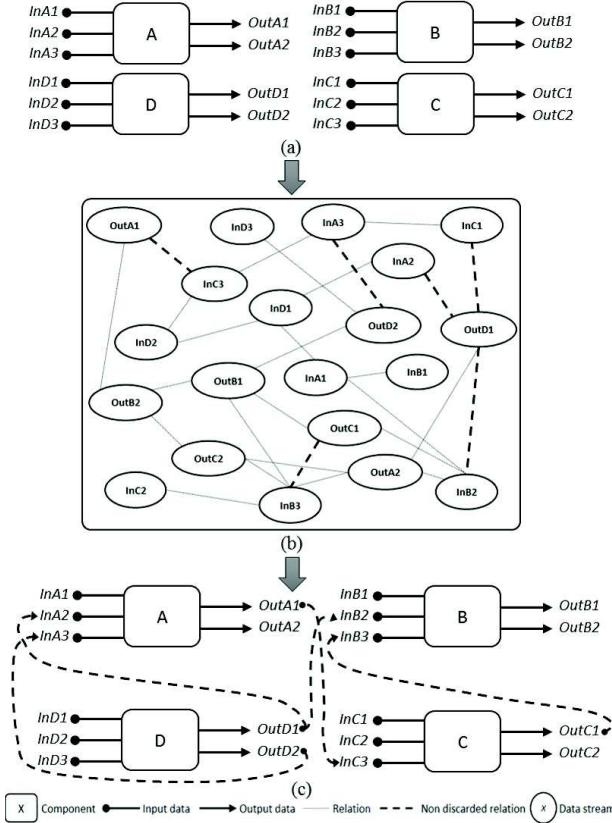 InA1
InA2
InA3
A
OutA1
OutA2
InB1
InB2
InB3
B
OutB1
OutB2
InD1
InD2
InD3
D
OutD1
OutD2
InC1
InC2
InC3
C
OutC1
OutC2
(a)
OutA1
InD3
InA3
InC1
InA2
InC3
InD1
OutD2
OutD1
InD2
OutB1
InA1
InB1
OutB2
OutC1
OutC2
OutA2
InC2
InB3
InB2
(b)
InA1
InA2
InA3
A
OutA1
OutA2
InB1
InB2
InB3
B
OutB1
OutB2
InD1
InD2
InD3
D
OutD1
OutD2
InC1
InC2
InC3
C
OutC1
OutC2
(c)
X Component Input data Output data Relation Non discarded relation x Data stream